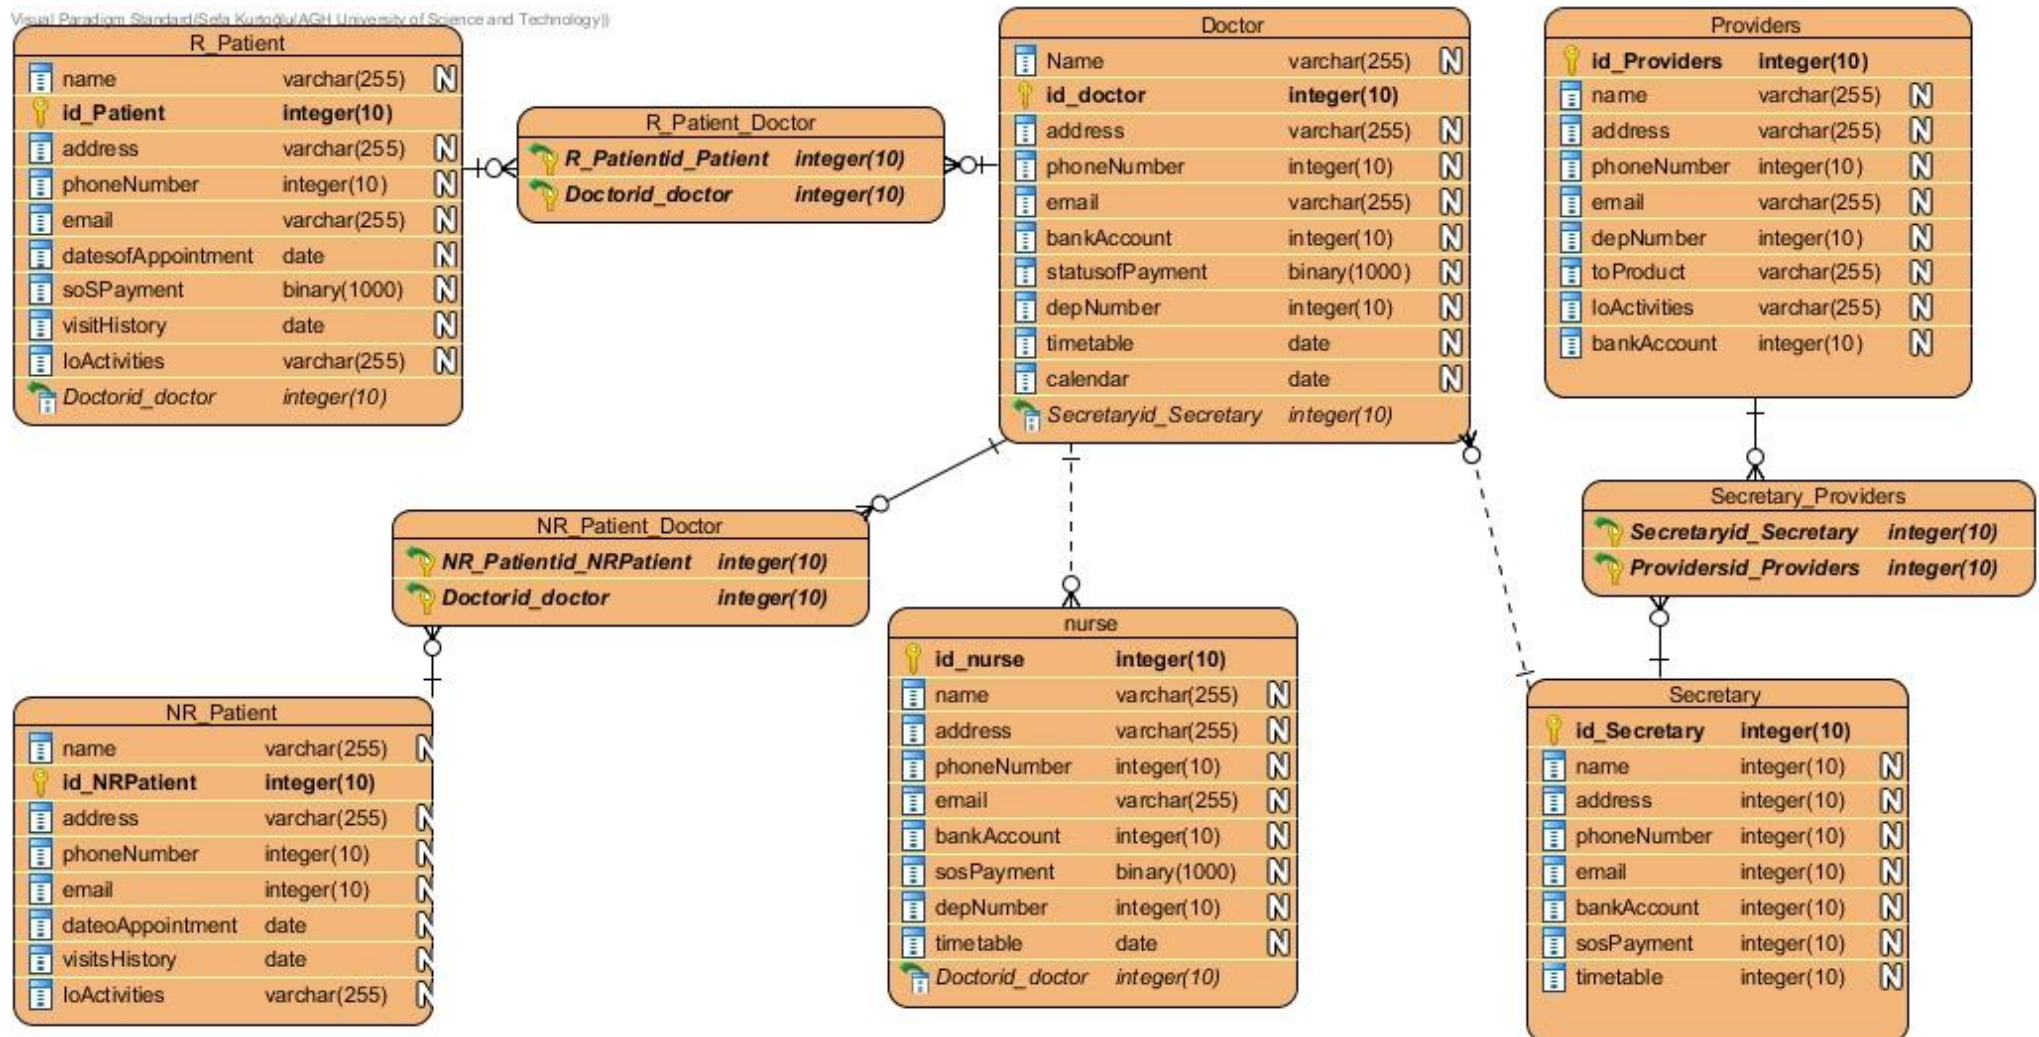 Visual Paradigm Standard(Sefa Kurtoğlu(AGH University of Science and Technology))
R_Patient
name varchar(255) N
id_Patient integer(10)
address varchar(255) N
phoneNumber integer(10) N
email varchar(255) N
datesofAppointment date N
soSPayment binary(1000) N
visitHistory date N
loActivities varchar(255) N
Doctorid_doctor integer(10)
R_Patient_Doctor
R_Patientid_Patient integer(10)
Doctorid_doctor integer(10)
Doctor
Name varchar(255) N
id_doctor integer(10)
address varchar(255) N
phoneNumber integer(10) N
email varchar(255) N
bankAccount integer(10) N
statusofPayment binary(1000) N
depNumber integer(10) N
timetable date N
calendar date N
Secretaryid_Secretary integer(10)
Providers
id_Providers integer(10)
name varchar(255) N
address varchar(255) N
phoneNumber integer(10) N
email varchar(255) N
depNumber integer(10) N
toProduct varchar(255) N
loActivities varchar(255) N
bankAccount integer(10) N
NR_Patient_Doctor
NR_Patientid_NRPatient integer(10)
Doctorid_doctor integer(10)
Secretary_Providers
Secretaryid_Secretary integer(10)
Providersid_Providers integer(10)
NR_Patient
name varchar(255) N
id_NRPatient integer(10)
address varchar(255) N
phoneNumber integer(10) N
email integer(10) N
dateoAppointment date N
visitsHistory date N
loActivities varchar(255) N
nurse
id_nurse integer(10)
name varchar(255) N
address varchar(255) N
phoneNumber integer(10) N
email varchar(255) N
bankAccount integer(10) N
sosPayment binary(1000) N
depNumber integer(10) N
timetable date N
Doctorid_doctor integer(10)
Secretary
id_Secretary integer(10)
name integer(10) N
address integer(10) N
phoneNumber integer(10) N
email integer(10) N
bankAccount integer(10) N
sosPayment integer(10) N
timetable integer(10) N